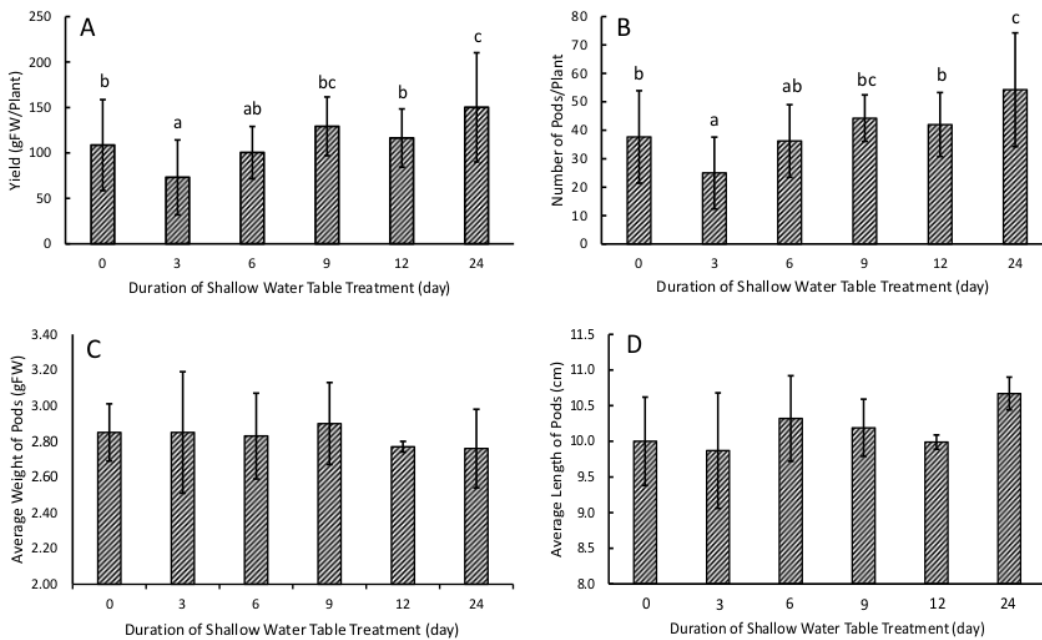 A
Yield (gFW/Plant)
250
200
150
100
50
0
b
a
ab
bc
b
c
0 3 6 9 12 24
Duration of Shallow Water Table Treatment (day)
B
Number of Pods/Plant
80
70
60
50
40
30
20
10
0
b
a
ab
bc
b
c
0 3 6 9 12 24
Duration of Shallow Water Table Treatment (day)
C
Average Weight of Pods (gFW)
3.40
3.20
3.00
2.80
2.60
2.40
2.20
2.00
0 3 6 9 12 24
Duration of Shallow Water Table Treatment (day)
D
Average Length of Pods (cm)
11.5
11.0
10.5
10.0
9.5
9.0
8.5
8.0
0 3 6 9 12 24
Duration of Shallow Water Table Treatment (day)